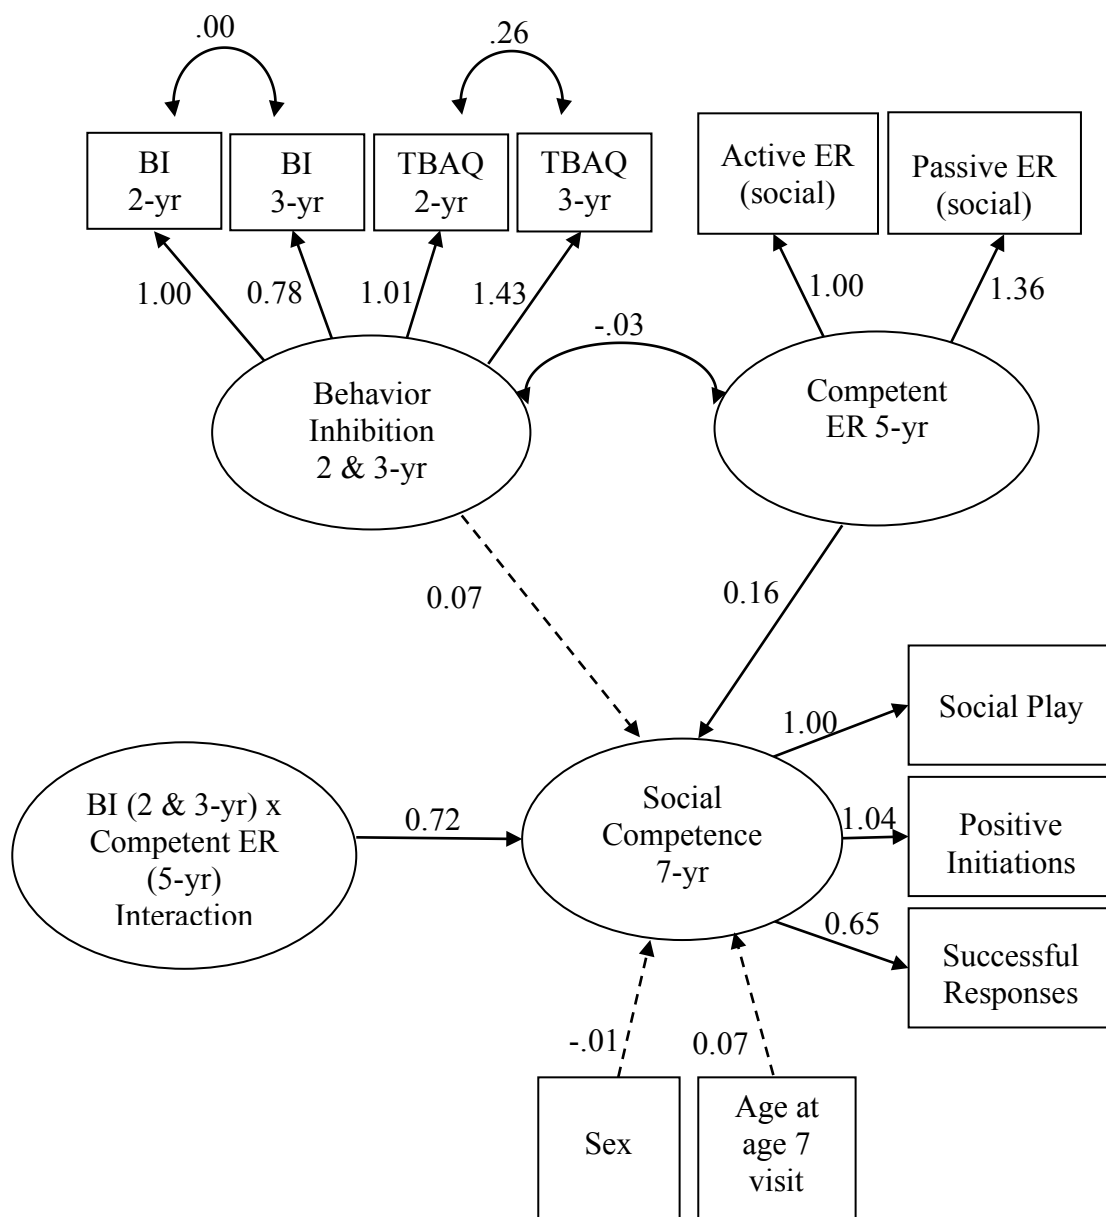 .00
.26
BI
2-yr
BI
3-yr
TBAQ
2-yr
TBAQ
3-yr
Active ER
(social)
Passive ER
(social)
1.00
0.78
1.01
1.43
1.00
1.36
-.03
Behavior
Inhibition
2 & 3-yr
Competent
ER 5-yr
0.07
0.16
Social Play
1.00
BI (2 & 3-yr) x
Competent ER
(5-yr)
Interaction
0.72
Social
Competence
7-yr
1.04
Positive
Initiations
0.65
Successful
Responses
-.01
0.07
Sex
Age at
age 7
visit